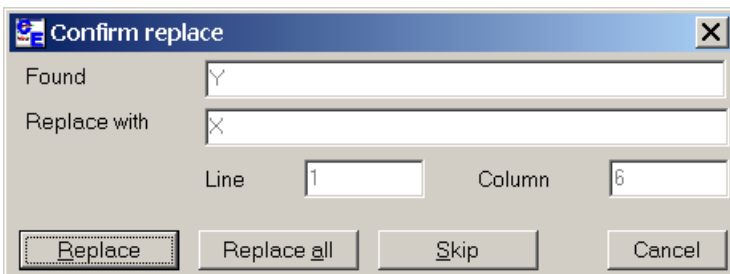 Confirm replace
Found Y
Replace with X
Line 1 Column 6
Replace Replace all Skip Cancel